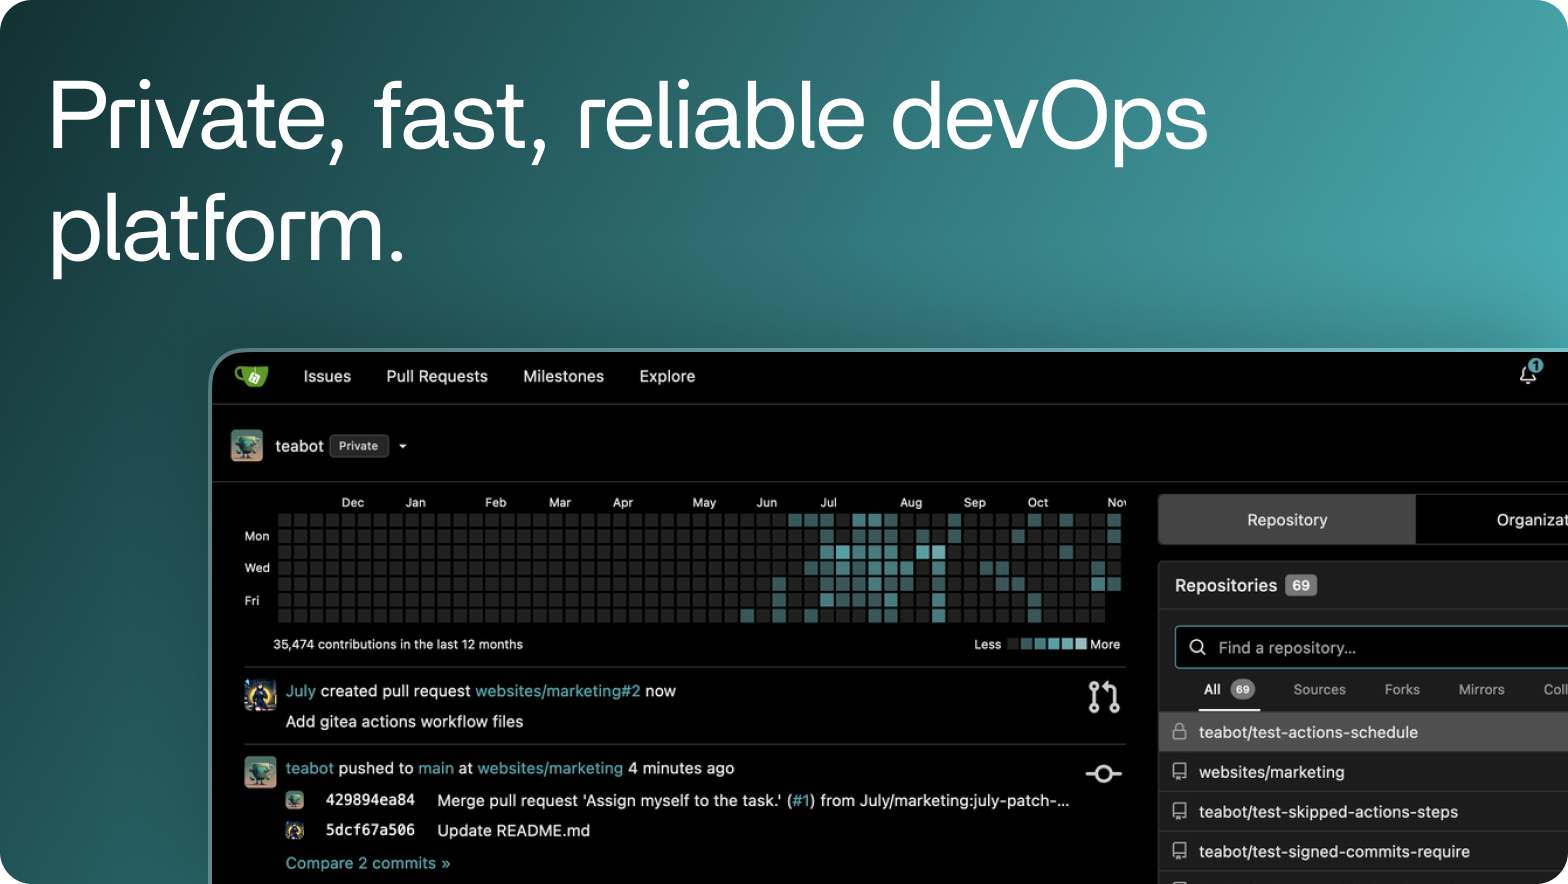 Private, fast, reliable devOps
platform.
Issues Pull Requests Milestones Explore
1
teabot Private
Dec Jan Feb Mar Apr May Jun Jul Aug Sep Oct Nov
Mon
Wed
Fri
35,474 contributions in the last 12 months
Less More
July created pull request websites/marketing#2 now
Add gitea actions workflow files
teabot pushed to main at websites/marketing 4 minutes ago
429894ea84 Merge pull request 'Assign myself to the task.' (#1) from July/marketing:july-patch-...
5dcf67a506 Update README.md
Compare 2 commits »
Repository Organizat
Repositories 69
Find a repository...
All 69 Sources Forks Mirrors Coll
teabot/test-actions-schedule
websites/marketing
teabot/test-skipped-actions-steps
teabot/test-signed-commits-require